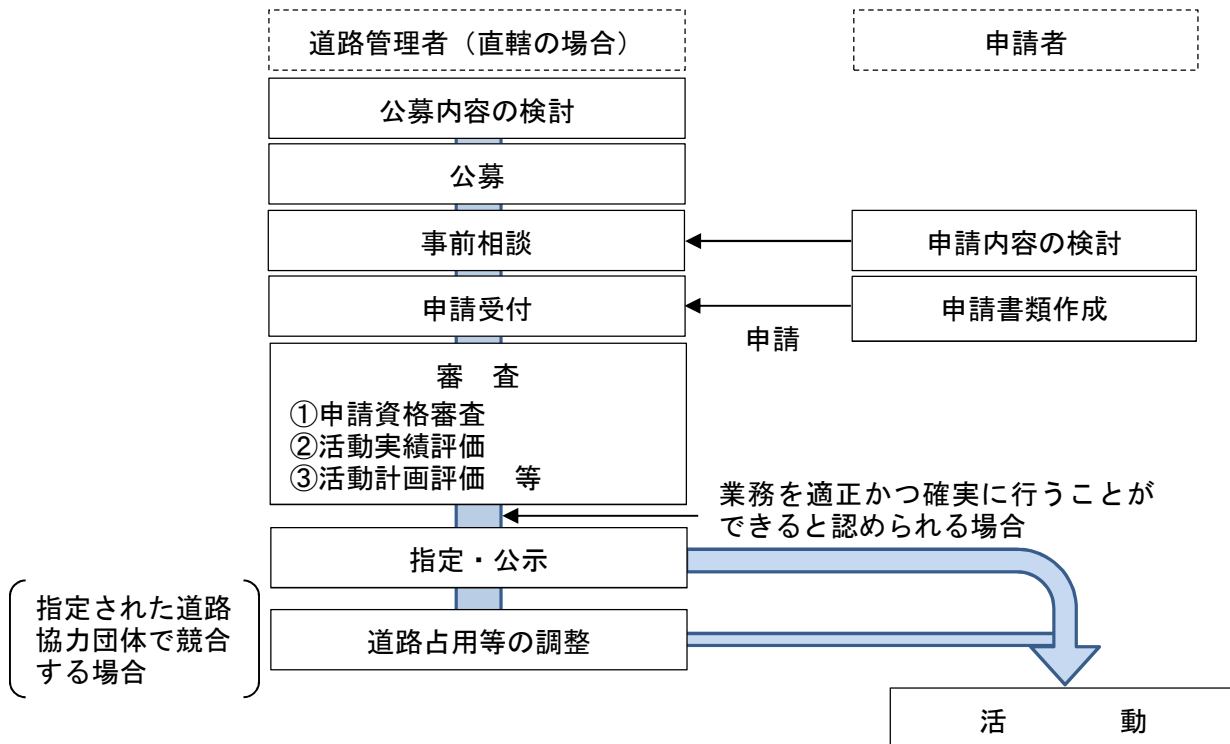 道路管理者（直轄の場合）
申請者
公募内容の検討
公募
事前相談
申請内容の検討
申請受付
申請書類作成
申請
審　査
①申請資格審査
②活動実績評価
③活動計画評価　等
業務を適正かつ確実に行うことが
できると認められる場合
指定・公示
指定された道路
協力団体で競合
する場合
道路占用等の調整
活　　　動